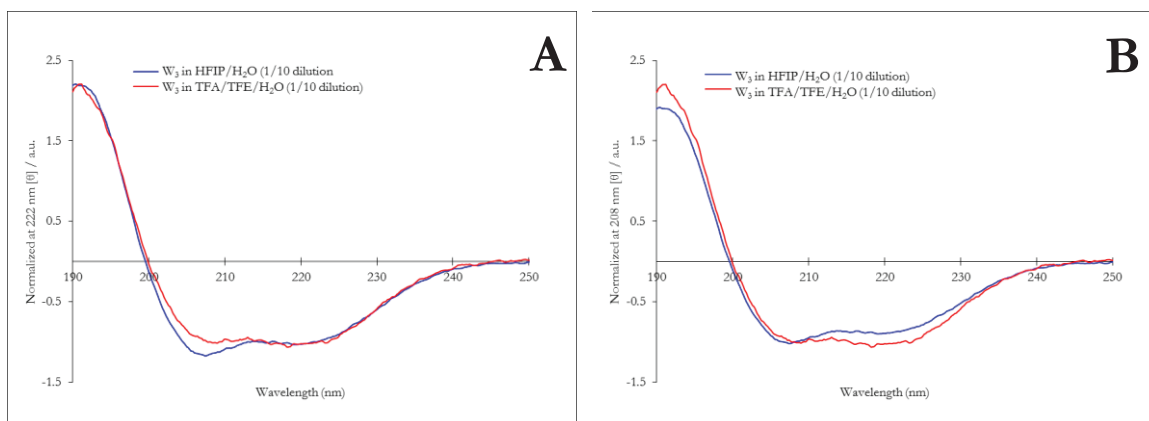 A
2.5
W₃ in HFIP/H₂O (1/10 dilution
W₃ in TFA/TFE/H₂O (1/10 dilution)
1.5
0.5
-0.5
-1.5
190
200
210
220
230
240
250
Normalized at 222 nm [θ] / a.u.
Wavelength (nm)
B
2.5
W₃ in HFIP/H₂O (1/10 dilution)
W₃ in TFA/TFE/H₂O (1/10 dilution)
1.5
0.5
-0.5
-1.5
190
200
210
220
230
240
250
Normalized at 208 nm [θ] / a.u.
Wavelength (nm)